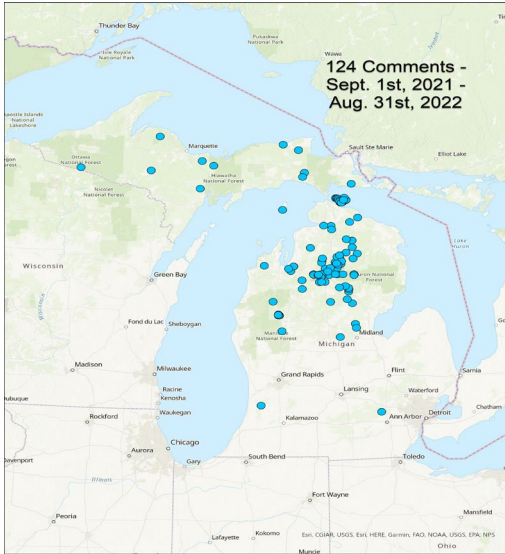 Thunder Bay
Isle Royale
National Park
Pukaskwa
National Park
Wawa
124 Comments -
Sept. 1st, 2021 -
Aug. 31st, 2022
apostle Islands
National
Lakeshore
Marquette
Sault Ste Marie
Elliot Lake
Ottawa
National Forest
Hiawatha
National Forest
Nicolet
National Forest
Lake
Huron
Wisconsin
Green Bay
Huron National
Forest
Fond du Lac
Sheboygan
National Forest
Midland
Michigan
Madison
Milwaukee
Grand Rapids
Flint
Sarnia
Dubuque
Racine
Kenosha
Lansing
Waterford
Rockford
Waukegan
Kalamazoo
Ann Arbor
Detroit
Chatham
Aurora
Chicago
Davenport
Gary
South Bend
Toledo
Illinois
Fort Wayne
Peoria
Mansfield
Lafayette
Kokomo
Esri, CGIAR, USGS, Esri, HERE, Garmin, FAO, NOAA, USGS, EPA, NPS
Muncie
Ohio